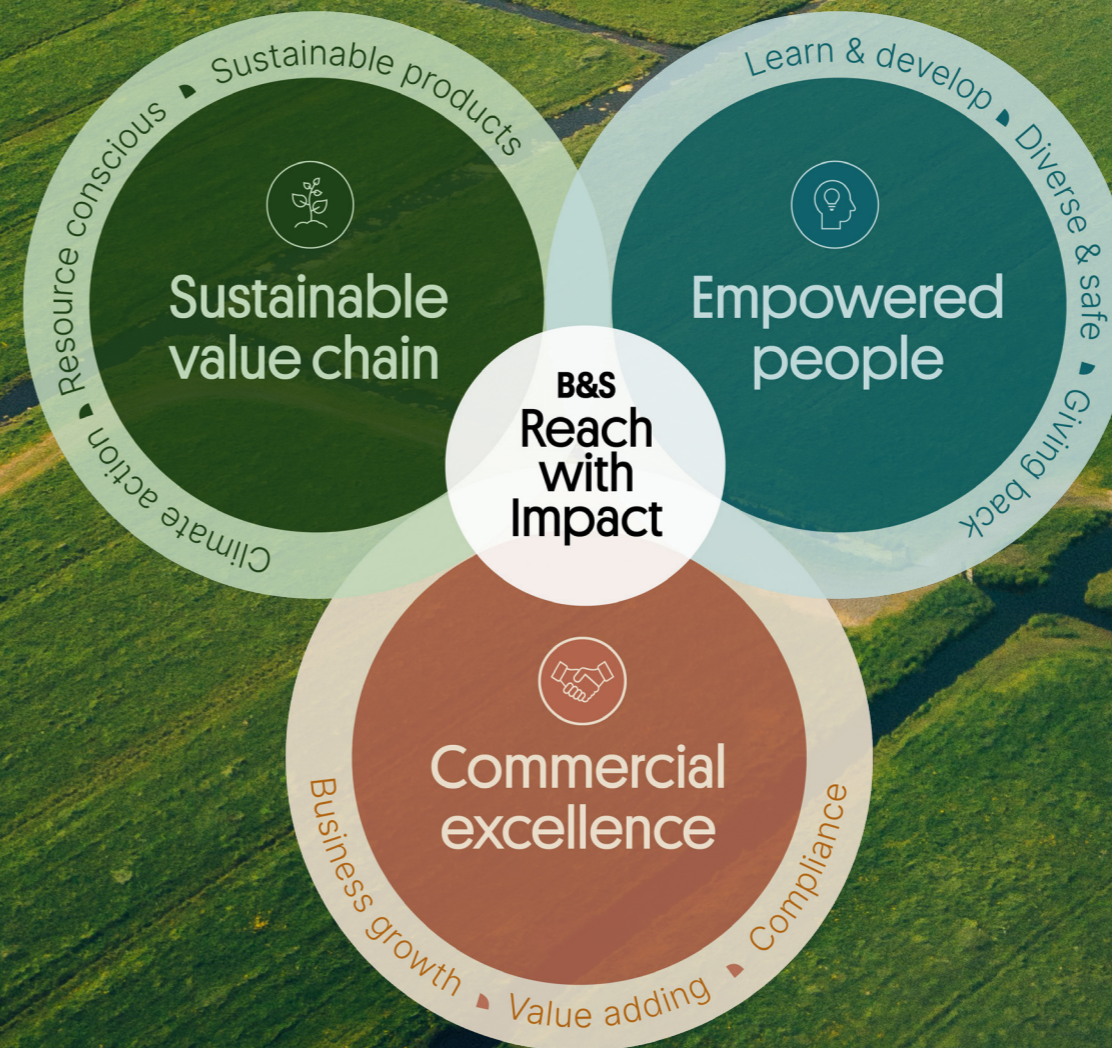 Climate action
Resource conscious
Sustainable products
Sustainable
value chain
Learn & develop
Diverse & safe
Giving back
Empowered
people
B&S
Reach
with
Impact
Commercial
excellence
Business growth
Value adding
Compliance